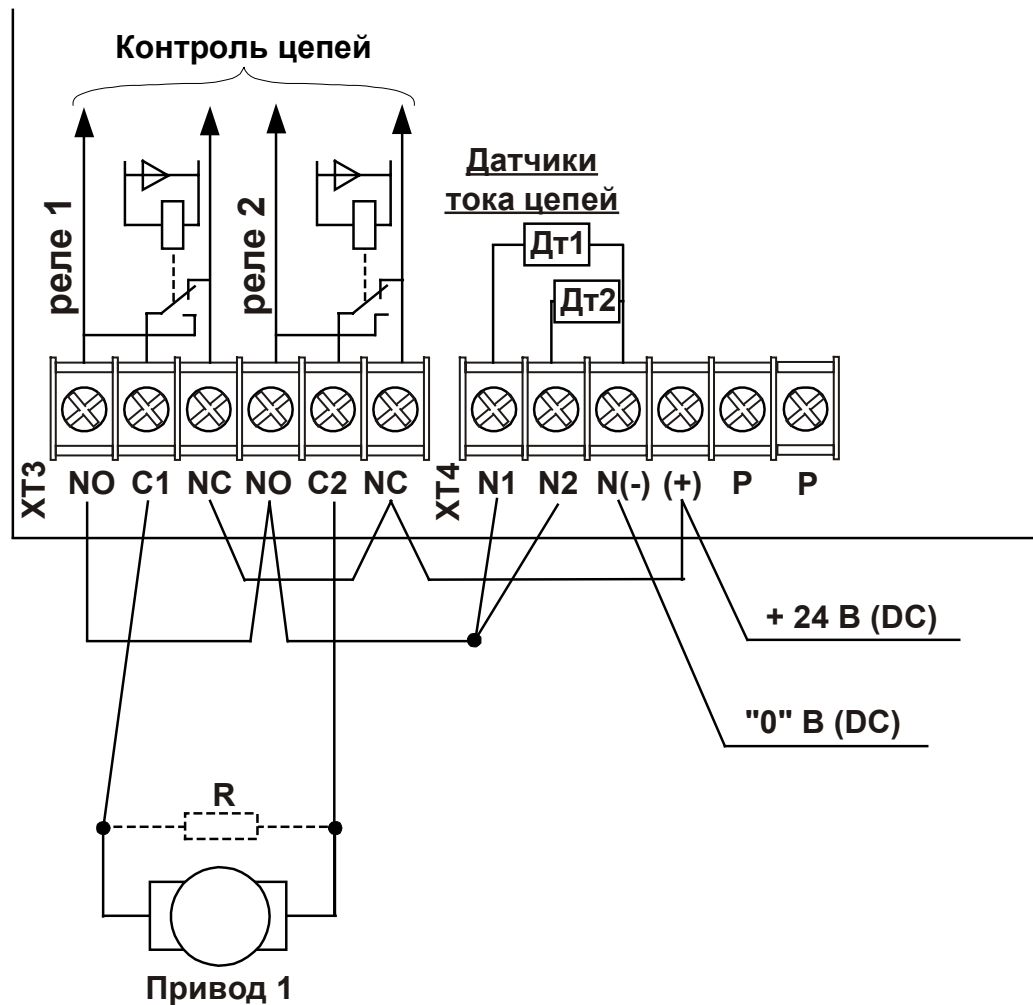 Контроль цепей
реле 1
реле 2
Датчики
тока цепей
Дт1
Дт2
XT3
NO C1 NC NO C2 NC
XT4
N1 N2 N(-) (+) P P
+ 24 В (DC)
"0" В (DC)
R
Привод 1